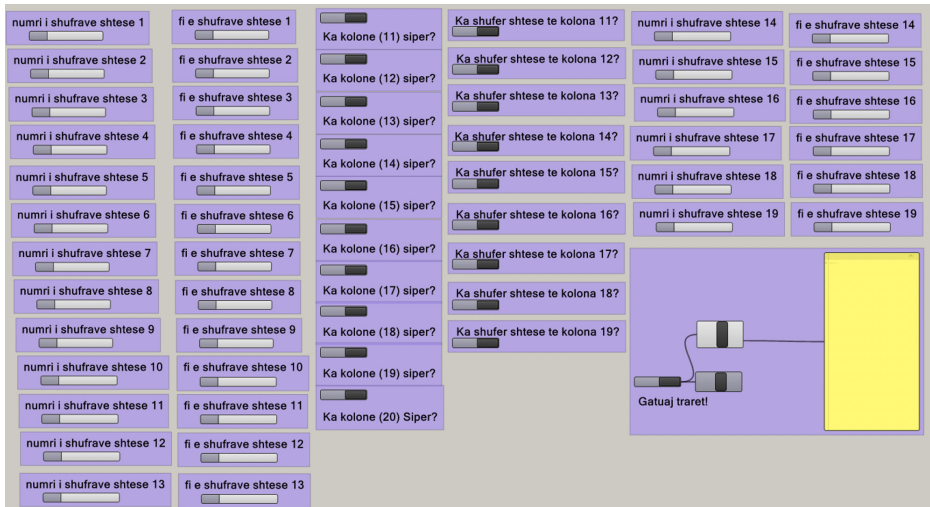 numri i shufrave shtese 1
numri i shufrave shtese 2
numri i shufrave shtese 3
numri i shufrave shtese 4
numri i shufrave shtese 5
numri i shufrave shtese 6
numri i shufrave shtese 7
numri i shufrave shtese 8
numri i shufrave shtese 9
numri i shufrave shtese 10
numri i shufrave shtese 11
numri i shufrave shtese 12
numri i shufrave shtese 13
fi e shufrave shtese 1
fi e shufrave shtese 2
fi e shufrave shtese 3
fi e shufrave shtese 4
fi e shufrave shtese 5
fi e shufrave shtese 6
fi e shufrave shtese 7
fi e shufrave shtese 8
fi e shufrave shtese 9
fi e shufrave shtese 10
fi e shufrave shtese 11
fi e shufrave shtese 12
fi e shufrave shtese 13
Ka kolone (11) siper?
Ka kolone (12) siper?
Ka kolone (13) siper?
Ka kolone (14) siper?
Ka kolone (15) siper?
Ka kolone (16) siper?
Ka kolone (17) siper?
Ka kolone (18) siper?
Ka kolone (19) siper?
Ka kolone (20) Siper?
Ka shufer shtese te kolona 11?
Ka shufer shtese te kolona 12?
Ka shufer shtese te kolona 13?
Ka shufer shtese te kolona 14?
Ka shufer shtese te kolona 15?
Ka shufer shtese te kolona 16?
Ka shufer shtese te kolona 17?
Ka shufer shtese te kolona 18?
Ka shufer shtese te kolona 19?
numri i shufrave shtese 14
numri i shufrave shtese 15
numri i shufrave shtese 16
numri i shufrave shtese 17
numri i shufrave shtese 18
numri i shufrave shtese 19
fi e shufrave shtese 14
fi e shufrave shtese 15
fi e shufrave shtese 16
fi e shufrave shtese 17
fi e shufrave shtese 18
fi e shufrave shtese 19
Gatuaj traret!